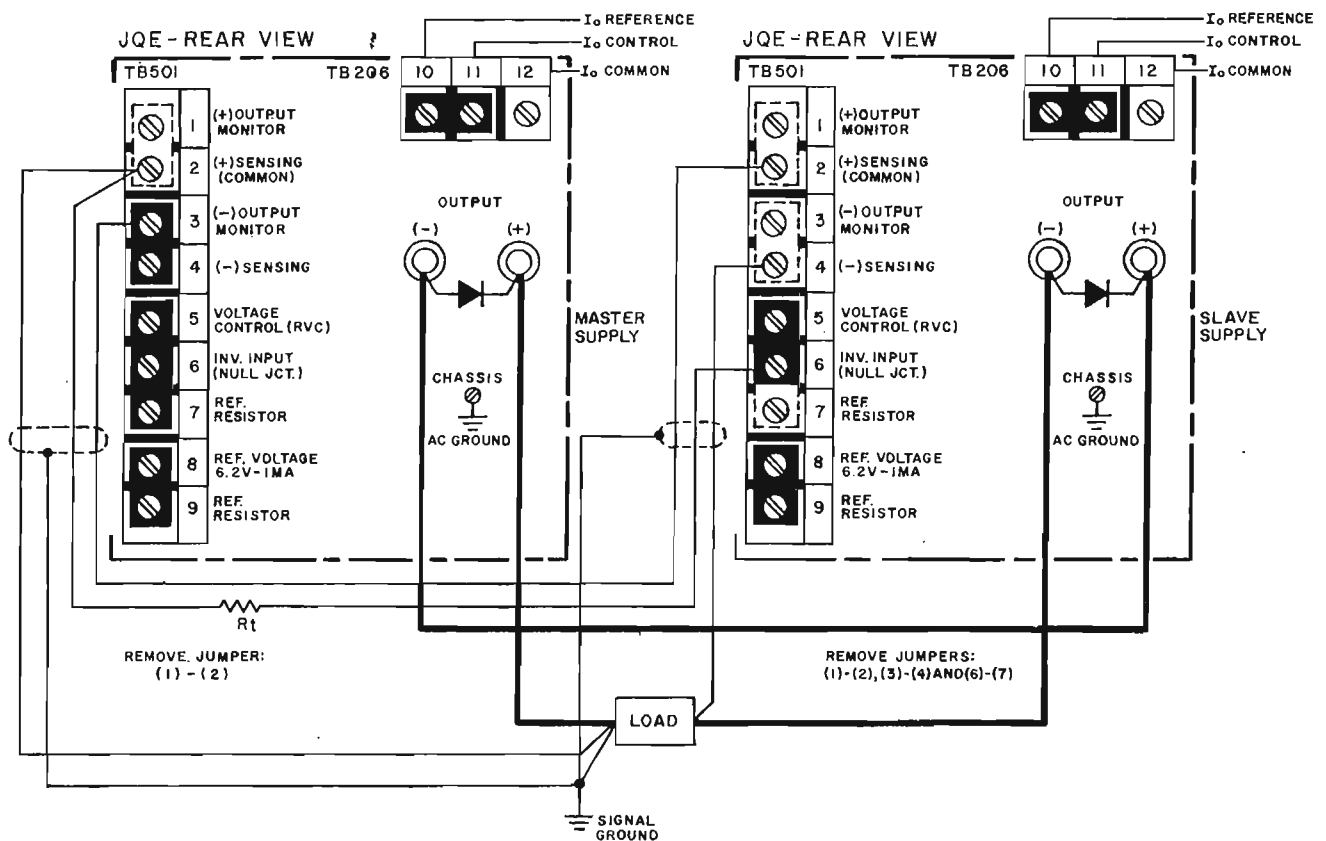 JQE-REAR VIEW
TB501
TB206
10 11 12
Io REFERENCE
Io CONTROL
Io COMMON
1 (+)OUTPUT
MONITOR
2 (+)SENSING
(COMMON)
3 (-)OUTPUT
MONITOR
4 (-)SENSING
5 VOLTAGE
CONTROL (RVC)
6 INV. INPUT
(NULL JCT.)
7 REF.
RESISTOR
8 REF. VOLTAGE
6.2V-1MA
9 REF.
RESISTOR
OUTPUT
(-) (+)
CHASSIS
AC GROUND
MASTER
SUPPLY
JQE-REAR VIEW
TB501
TB206
10 11 12
Io REFERENCE
Io CONTROL
Io COMMON
1 (+)OUTPUT
MONITOR
2 (+)SENSING
(COMMON)
3 (-)OUTPUT
MONITOR
4 (-)SENSING
5 VOLTAGE
CONTROL (RVC)
6 INV. INPUT
(NULL JCT.)
7 REF.
RESISTOR
8 REF. VOLTAGE
6.2V-1MA
9 REF.
RESISTOR
OUTPUT
(-) (+)
CHASSIS
AC GROUND
SLAVE
SUPPLY
Rt
REMOVE JUMPER:
(1)-(2)
REMOVE JUMPERS:
(1)-(2),(3)-(4)AND(6)-(7)
LOAD
SIGNAL
GROUND